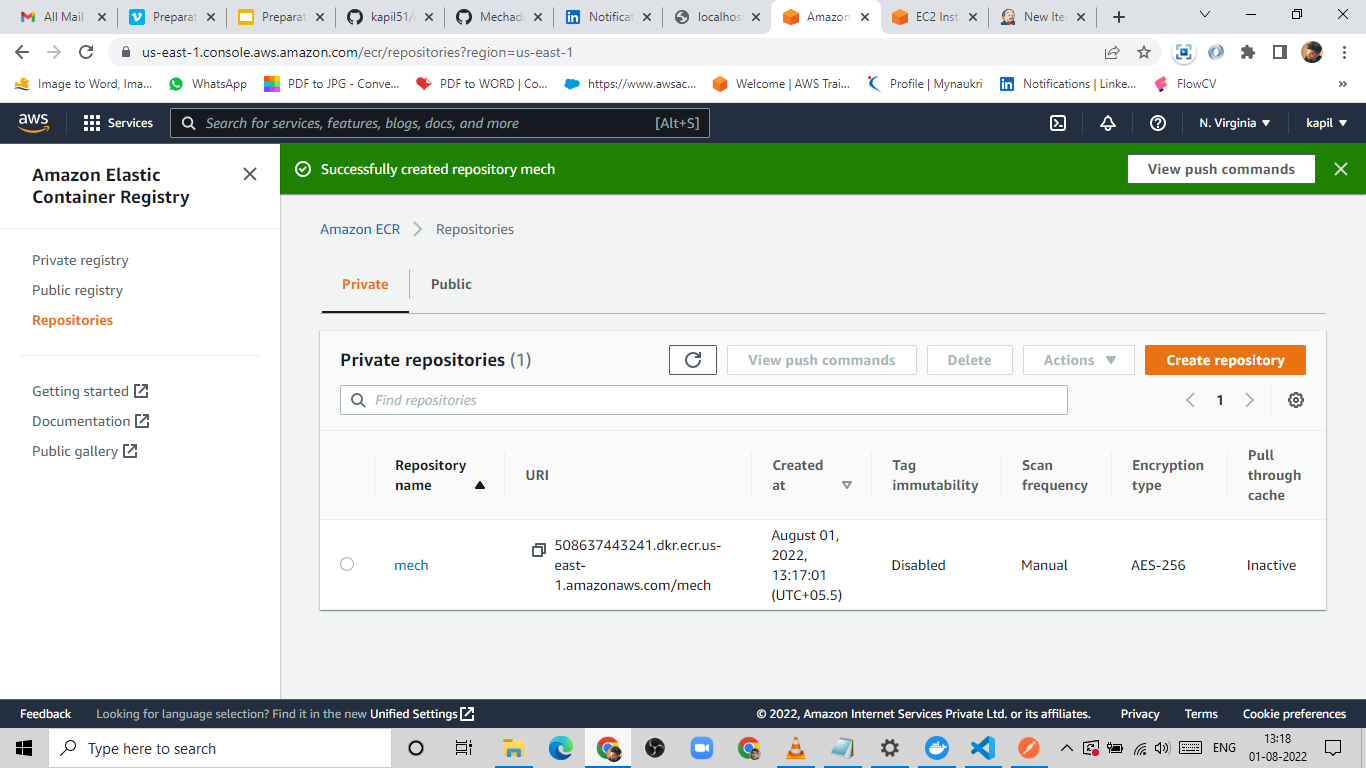 All Mail
Preparat
Preparat
kapil51/
Mechad
Notificat
localhos
Amazon
EC2 Inst
New Iter
us-east-1.console.aws.amazon.com/ecr/repositories?region=us-east-1
Image to Word, Ima...
WhatsApp
PDF to JPG - Conve...
PDF to WORD | Co...
https://www.awsac...
Welcome | AWS Trai...
Profile | Mynaukri
Notifications | Linke...
FlowCV
»
aws
Services
Search for services, features, blogs, docs, and more
[Alt+S]
N. Virginia
kapil
Amazon Elastic
Container Registry
Private registry
Public registry
Repositories
Getting started
Documentation
Public gallery
Successfully created repository mech
View push commands
Amazon ECR
Repositories
Private
Public
Private repositories (1)
View push commands
Delete
Actions
Create repository
Find repositories
1
Repository
name
URI
Created
at
Tag
immutability
Scan
frequency
Encryption
type
Pull
through
cache
mech
508637443241.dkr.ecr.us-
east-
1.amazonaws.com/mech
August 01,
2022,
13:17:01
(UTC+05.5)
Disabled
Manual
AES-256
Inactive
Feedback
Looking for language selection? Find it in the new Unified Settings
© 2022, Amazon Internet Services Private Ltd. or its affiliates.
Privacy
Terms
Cookie preferences
Type here to search
ENG
13:18
01-08-2022